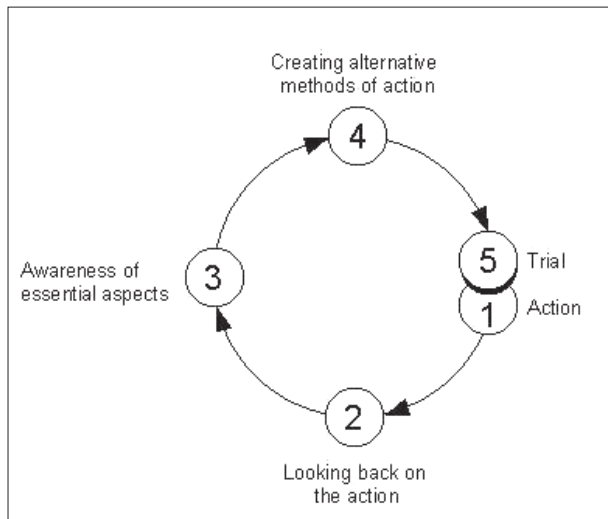 Creating alternative
methods of action
4
5
Trial
Awareness of
essential aspects
3
1
Action
2
Looking back on
the action